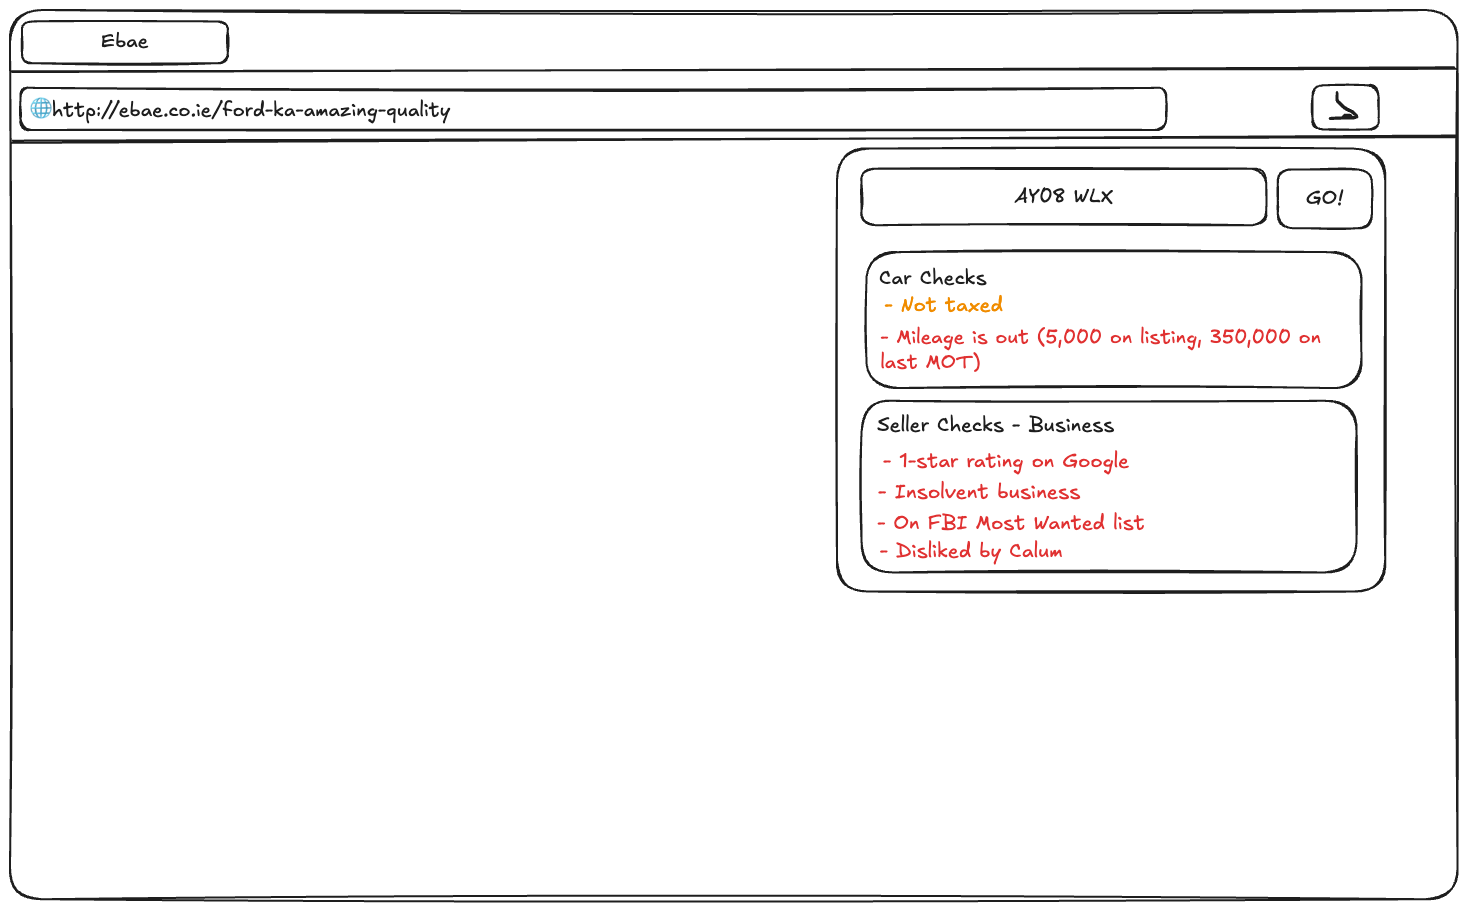 Ebae
http://ebae.co.ie/ford-ka-amazing-quality
AY08 WLX
GO!
Car Checks
- Not taxed
- Mileage is out (5,000 on listing, 350,000 on
last MOT)
Seller Checks - Business
- 1-star rating on Google
- Insolvent business
- On FBI Most Wanted list
- Disliked by Calum